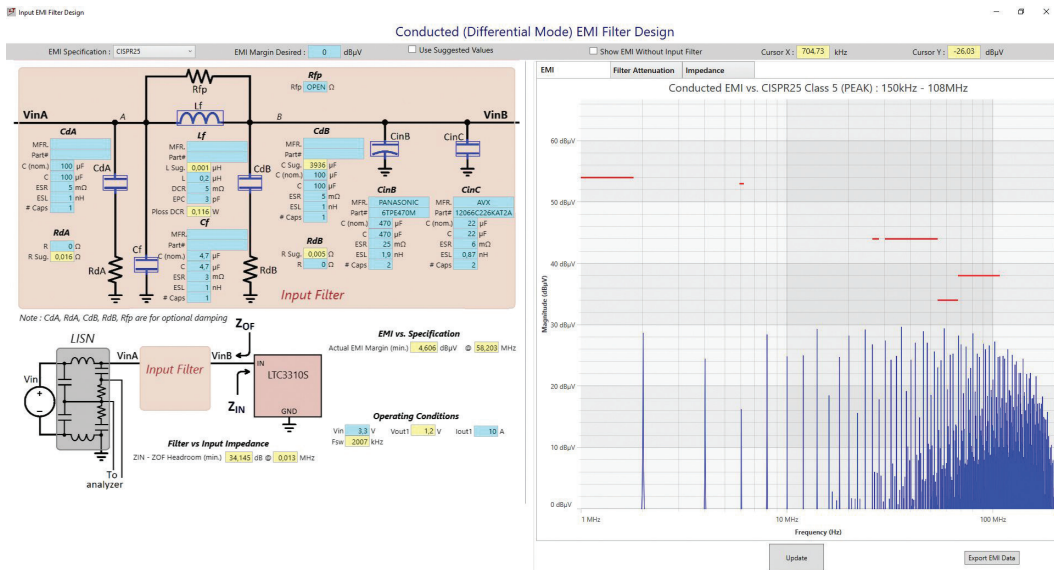 Input EMI Filter Design
Conducted (Differential Mode) EMI Filter Design
EMI Specification : CISPR25 EMI Margin Desired : 0 dBµV Use Suggested Values Show EMI Without Input Filter Cursor X : 704,73 kHz Cursor Y : -26,03 dBµV
Rfp
Rfp OPEN Ω
Rfp
Lf
VinA A B VinB
CdA
MFR.
Part#
C (nom.) 100 µF
C 100 µF
ESR 5 mΩ
ESL 1 nH
# Caps 1
CdA
RdA
R 0 Ω
R Sug. 0,016 Ω
RdA
Lf
MFR.
Part#
L Sug. 0,001 µH
L 0,2 µH
DCR 5 mΩ
EPC 3 pF
Ploss DCR 0,116 W
Cf
MFR.
Part#
C (nom.) 4,7 µF
C 4,7 µF
ESR 3 mΩ
ESL 1 nH
# Caps 1
Cf
CdB
RdB
CdB
MFR.
Part#
C Sug. 3936 µF
C (nom.) 100 µF
C 100 µF
ESR 5 mΩ
ESL 1 nH
# Caps 1
RdB
R Sug. 0,005 Ω
R 0 Ω
CinB
CinB
MFR. PANASONIC
Part# 6TPE470M
C (nom.) 470 µF
C 470 µF
ESR 25 mΩ
ESL 1,9 nH
# Caps 2
CinC
CinC
MFR. AVX
Part# 12066C226KAT2A
C (nom.) 22 µF
C 22 µF
ESR 6 mΩ
ESL 0,87 nH
# Caps 2
Input Filter
Note : CdA, RdA, CdB, RdB, Rfp are for optional damping
LISN
Vin
To
analyzer
VinA
Input Filter
VinB
ZOF
ZIN
IN
LTC3310S
GND
EMI vs. Specification
Actual EMI Margin (min.) 4,606 dBµV @ 58,203 MHz
Operating Conditions
Vin 3,3 V Vout1 1,2 V Iout1 10 A
Fsw 2007 kHz
Filter vs Input Impedance
ZIN - ZOF Headroom (min.) 34,145 dB @ 0,013 MHz
EMI Filter Attenuation Impedance
Conducted EMI vs. CISPR25 Class 5 (PEAK) : 150kHz - 108MHz
Magnitude (dBµV)
60 dBµV
50 dBµV
40 dBµV
30 dBµV
20 dBµV
10 dBµV
0 dBµV
1 MHz 10 MHz 100 MHz
Frequency (Hz)
Update
Export EMI Data